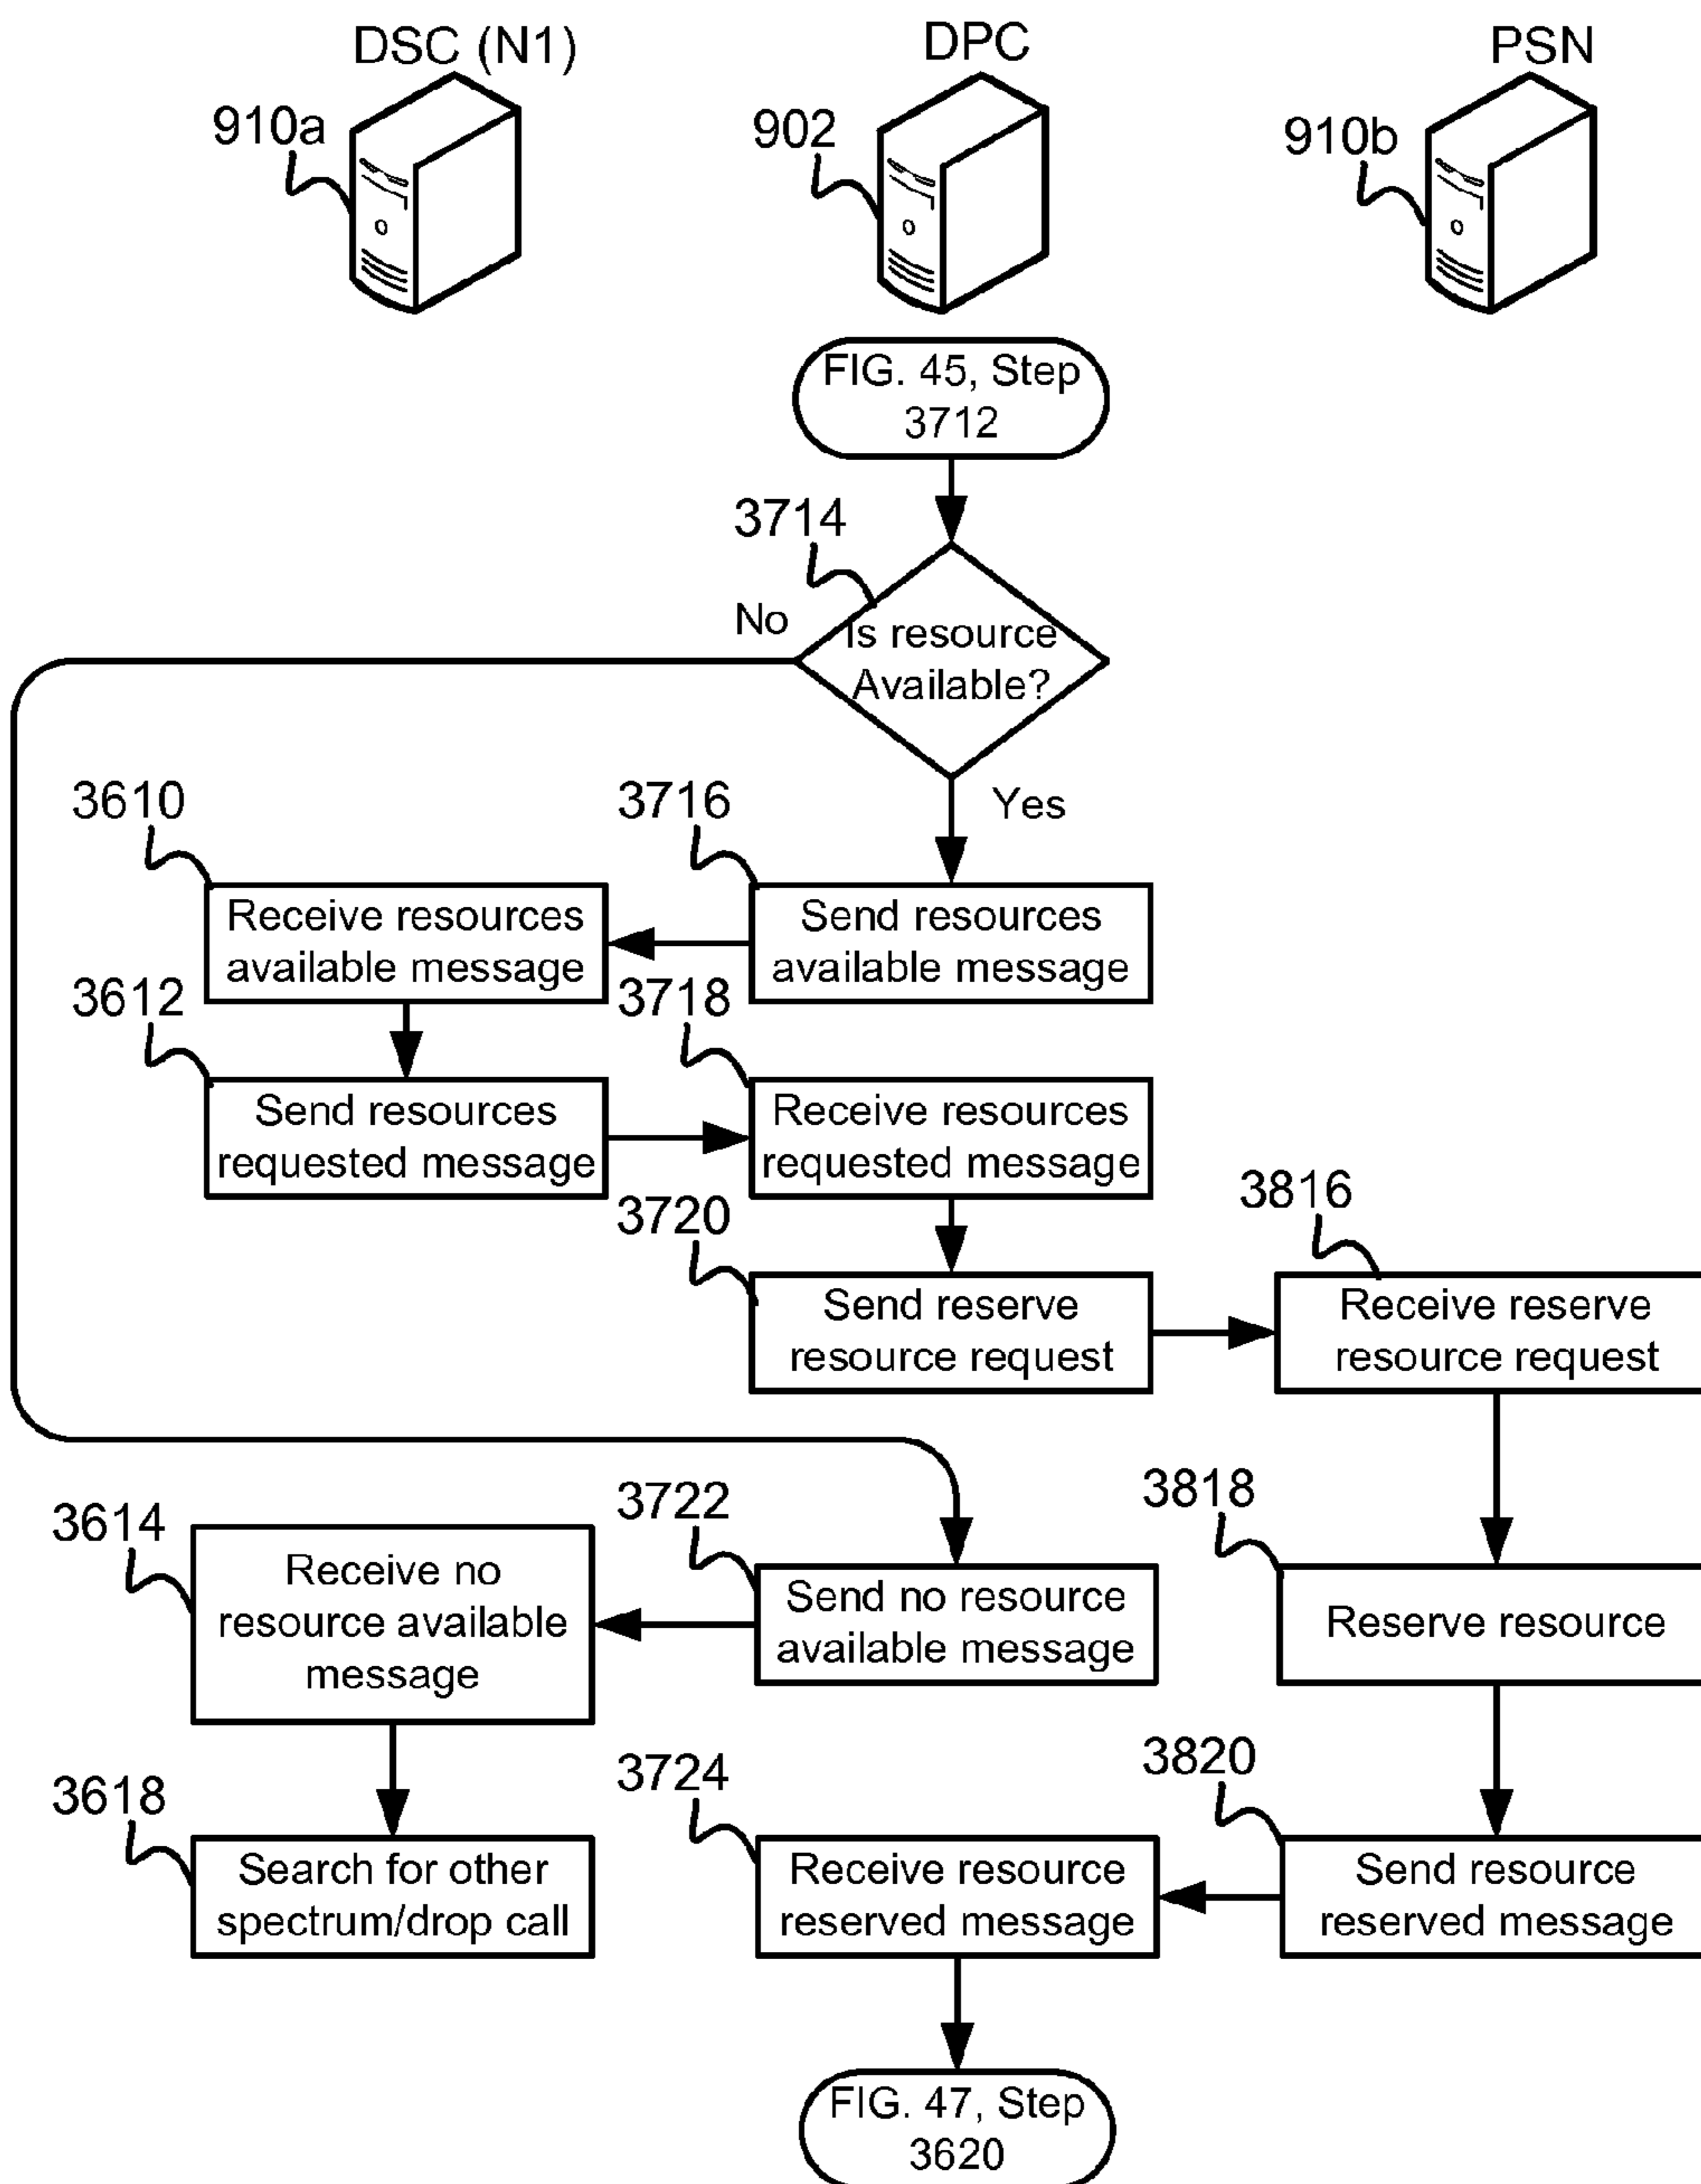 DSC (N1)
DPC
PSN
910a
902
910b
FIG. 45, Step
3712
3714
No
Is resource
Available?
Yes
3610
3716
Receive resources
available message
Send resources
available message
3612
3718
Send resources
requested message
Receive resources
requested message
3720
3816
Send reserve
resource request
Receive reserve
resource request
3614
3722
3818
Receive no
resource available
message
Send no resource
available message
Reserve resource
3618
3724
3820
Search for other
spectrum/drop call
Receive resource
reserved message
Send resource
reserved message
FIG. 47, Step
3620